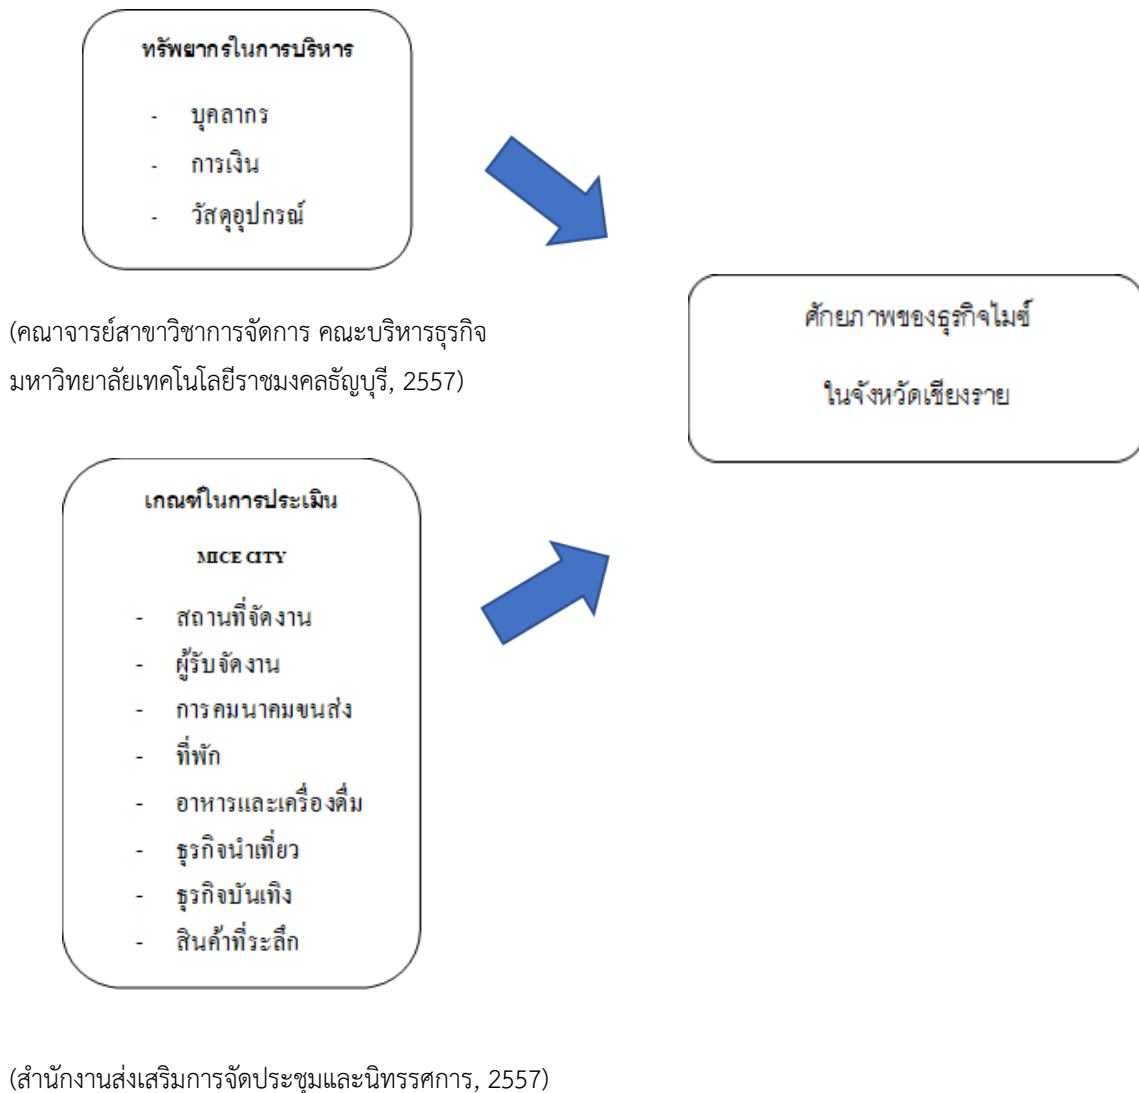 ทรัพยากรในการบริหาร
- บุคลากร
- การเงิน
- วัสดุอุปกรณ์
(คณาจารย์สาขาวิชาการจัดการ คณะบริหารธุรกิจ
มหาวิทยาลัยเทคโนโลยีราชมงคลธัญบุรี, 2557)
ศักยภาพของธุรกิจไมซ์
ในจังหวัดเชียงราย
เกณฑ์ในการประเมิน
MICE CITY
- สถานที่จัดงาน
- ผู้รับจัดงาน
- การคมนาคมขนส่ง
- ที่พัก
- อาหารและเครื่องดื่ม
- ธุรกิจนำเที่ยว
- ธุรกิจบันเทิง
- สินค้าที่ระลึก
(สำนักงานส่งเสริมการจัดประชุมและนิทรรศการ, 2557)